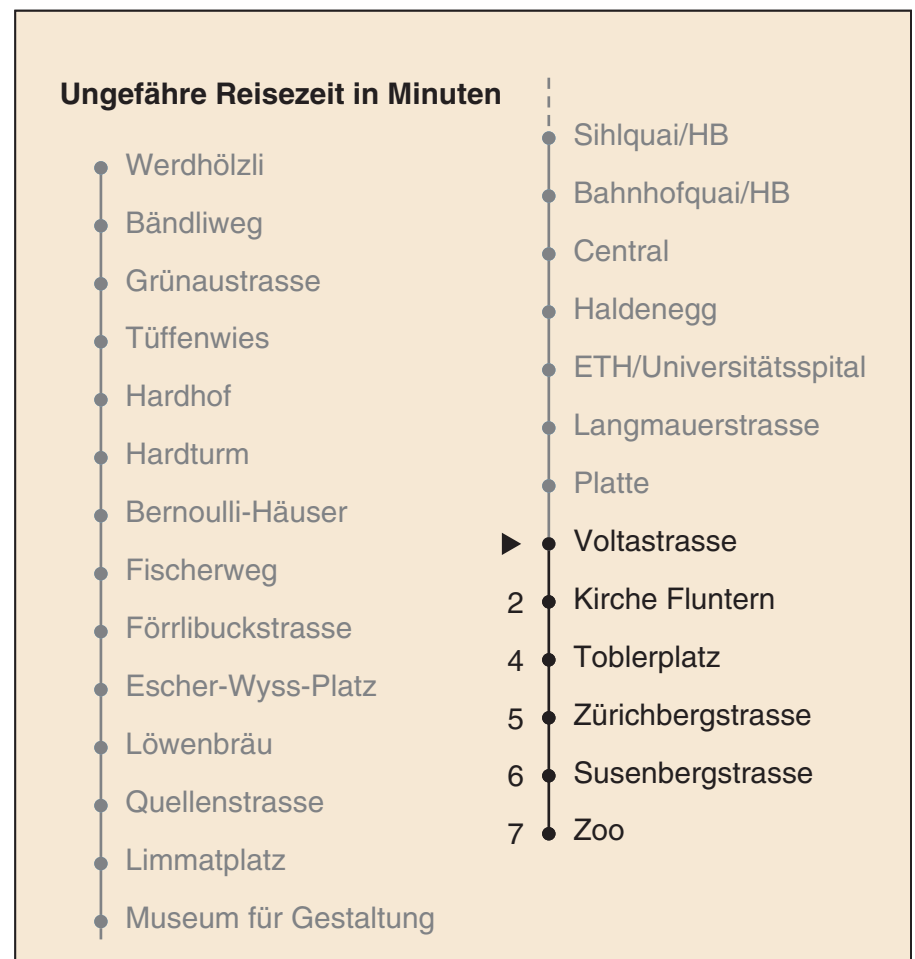 Ungefähre Reisezeit in Minuten
Werdhölzli
Bändliweg
Grünaustrasse
Tüffenwies
Hardhof
Hardturm
Bernoulli-Häuser
Fischerweg
Förrlibuckstrasse
Escher-Wyss-Platz
Löwenbräu
Quellenstrasse
Limmatplatz
Museum für Gestaltung
Sihlquai/HB
Bahnhofquai/HB
Central
Haldenegg
ETH/Universitätsspital
Langmauerstrasse
Platte
Voltastrasse
2 Kirche Fluntern
4 Toblerplatz
5 Zürichbergstrasse
6 Susenbergstrasse
7 Zoo